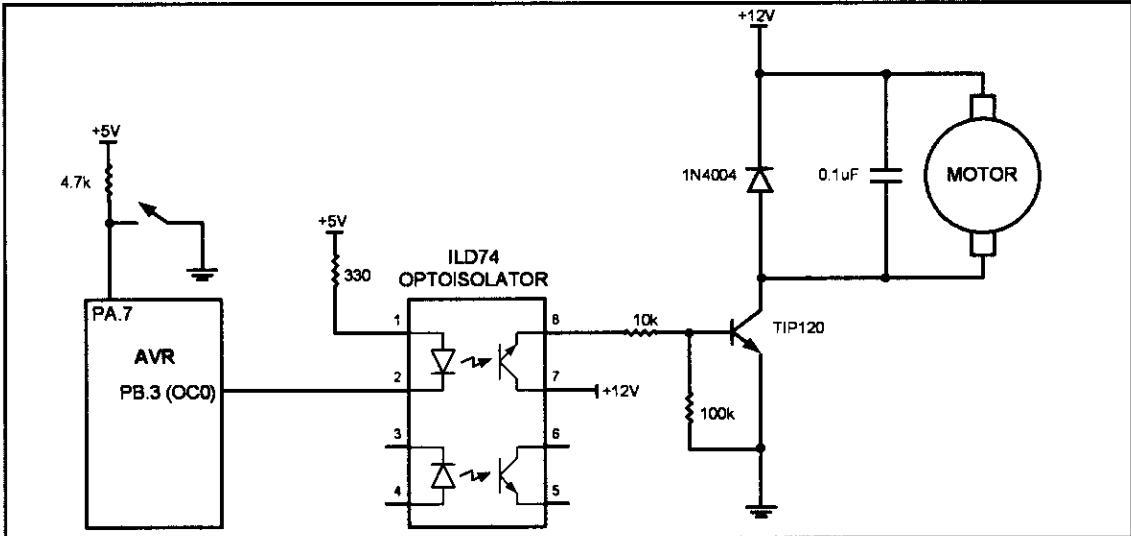 +12V
+5V
4.7k
1N4004
0.1uF
MOTOR
+5V
330
ILD74
OPTOISOLATOR
PA.7
AVR
PB.3 (OC0)
1
8
10k
TIP120
2
7
+12V
100k
3
6
4
5